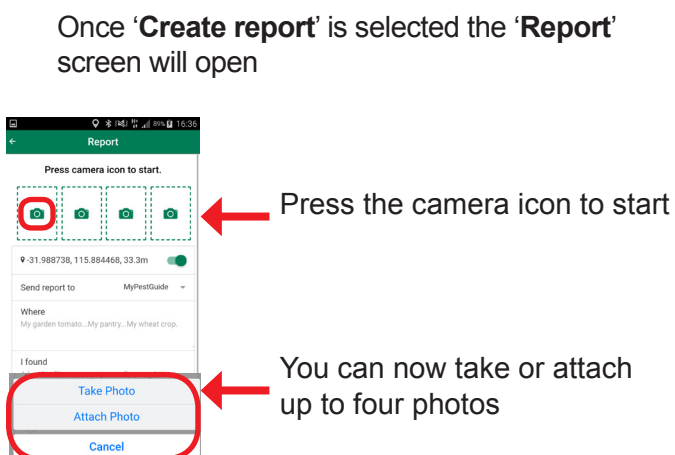 Once ‘Create report’ is selected the ‘Report’
screen will open
89% 16:36
Report
Press camera icon to start.
Press the camera icon to start
-31.988738, 115.884468, 33.3m
Send report to MyPestGuide
Where
My garden tomato...My pantry...My wheat crop.
I found
You can now take or attach
up to four photos
Take Photo
Attach Photo
Cancel